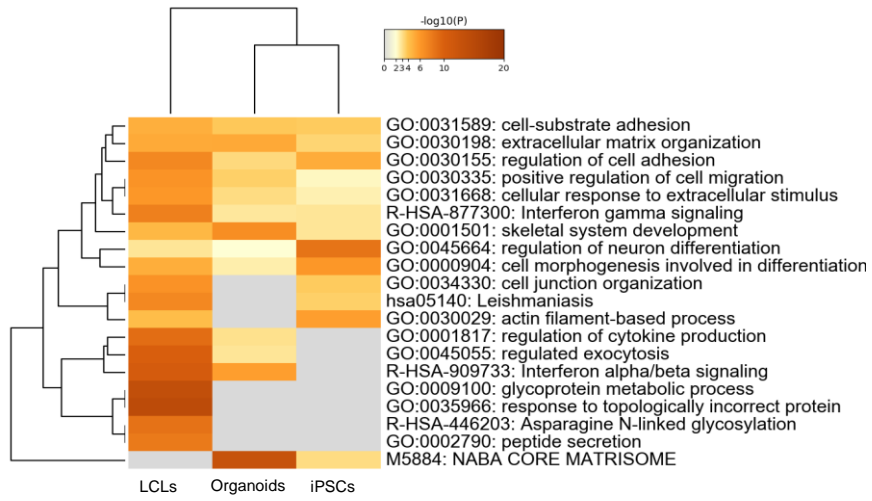 -log10(P)
0 2 3 4 6 10 20
GO:0031589: cell-substrate adhesion
GO:0030198: extracellular matrix organization
GO:0030155: regulation of cell adhesion
GO:0030335: positive regulation of cell migration
GO:0031668: cellular response to extracellular stimulus
R-HSA-877300: Interferon gamma signaling
GO:0001501: skeletal system development
GO:0045664: regulation of neuron differentiation
GO:0000904: cell morphogenesis involved in differentiation
GO:0034330: cell junction organization
hsa05140: Leishmaniasis
GO:0030029: actin filament-based process
GO:0001817: regulation of cytokine production
GO:0045055: regulated exocytosis
R-HSA-909733: Interferon alpha/beta signaling
GO:0009100: glycoprotein metabolic process
GO:0035966: response to topologically incorrect protein
R-HSA-446203: Asparagine N-linked glycosylation
GO:0002790: peptide secretion
M5884: NABA CORE MATRISOME
LCLs Organoids iPSCs